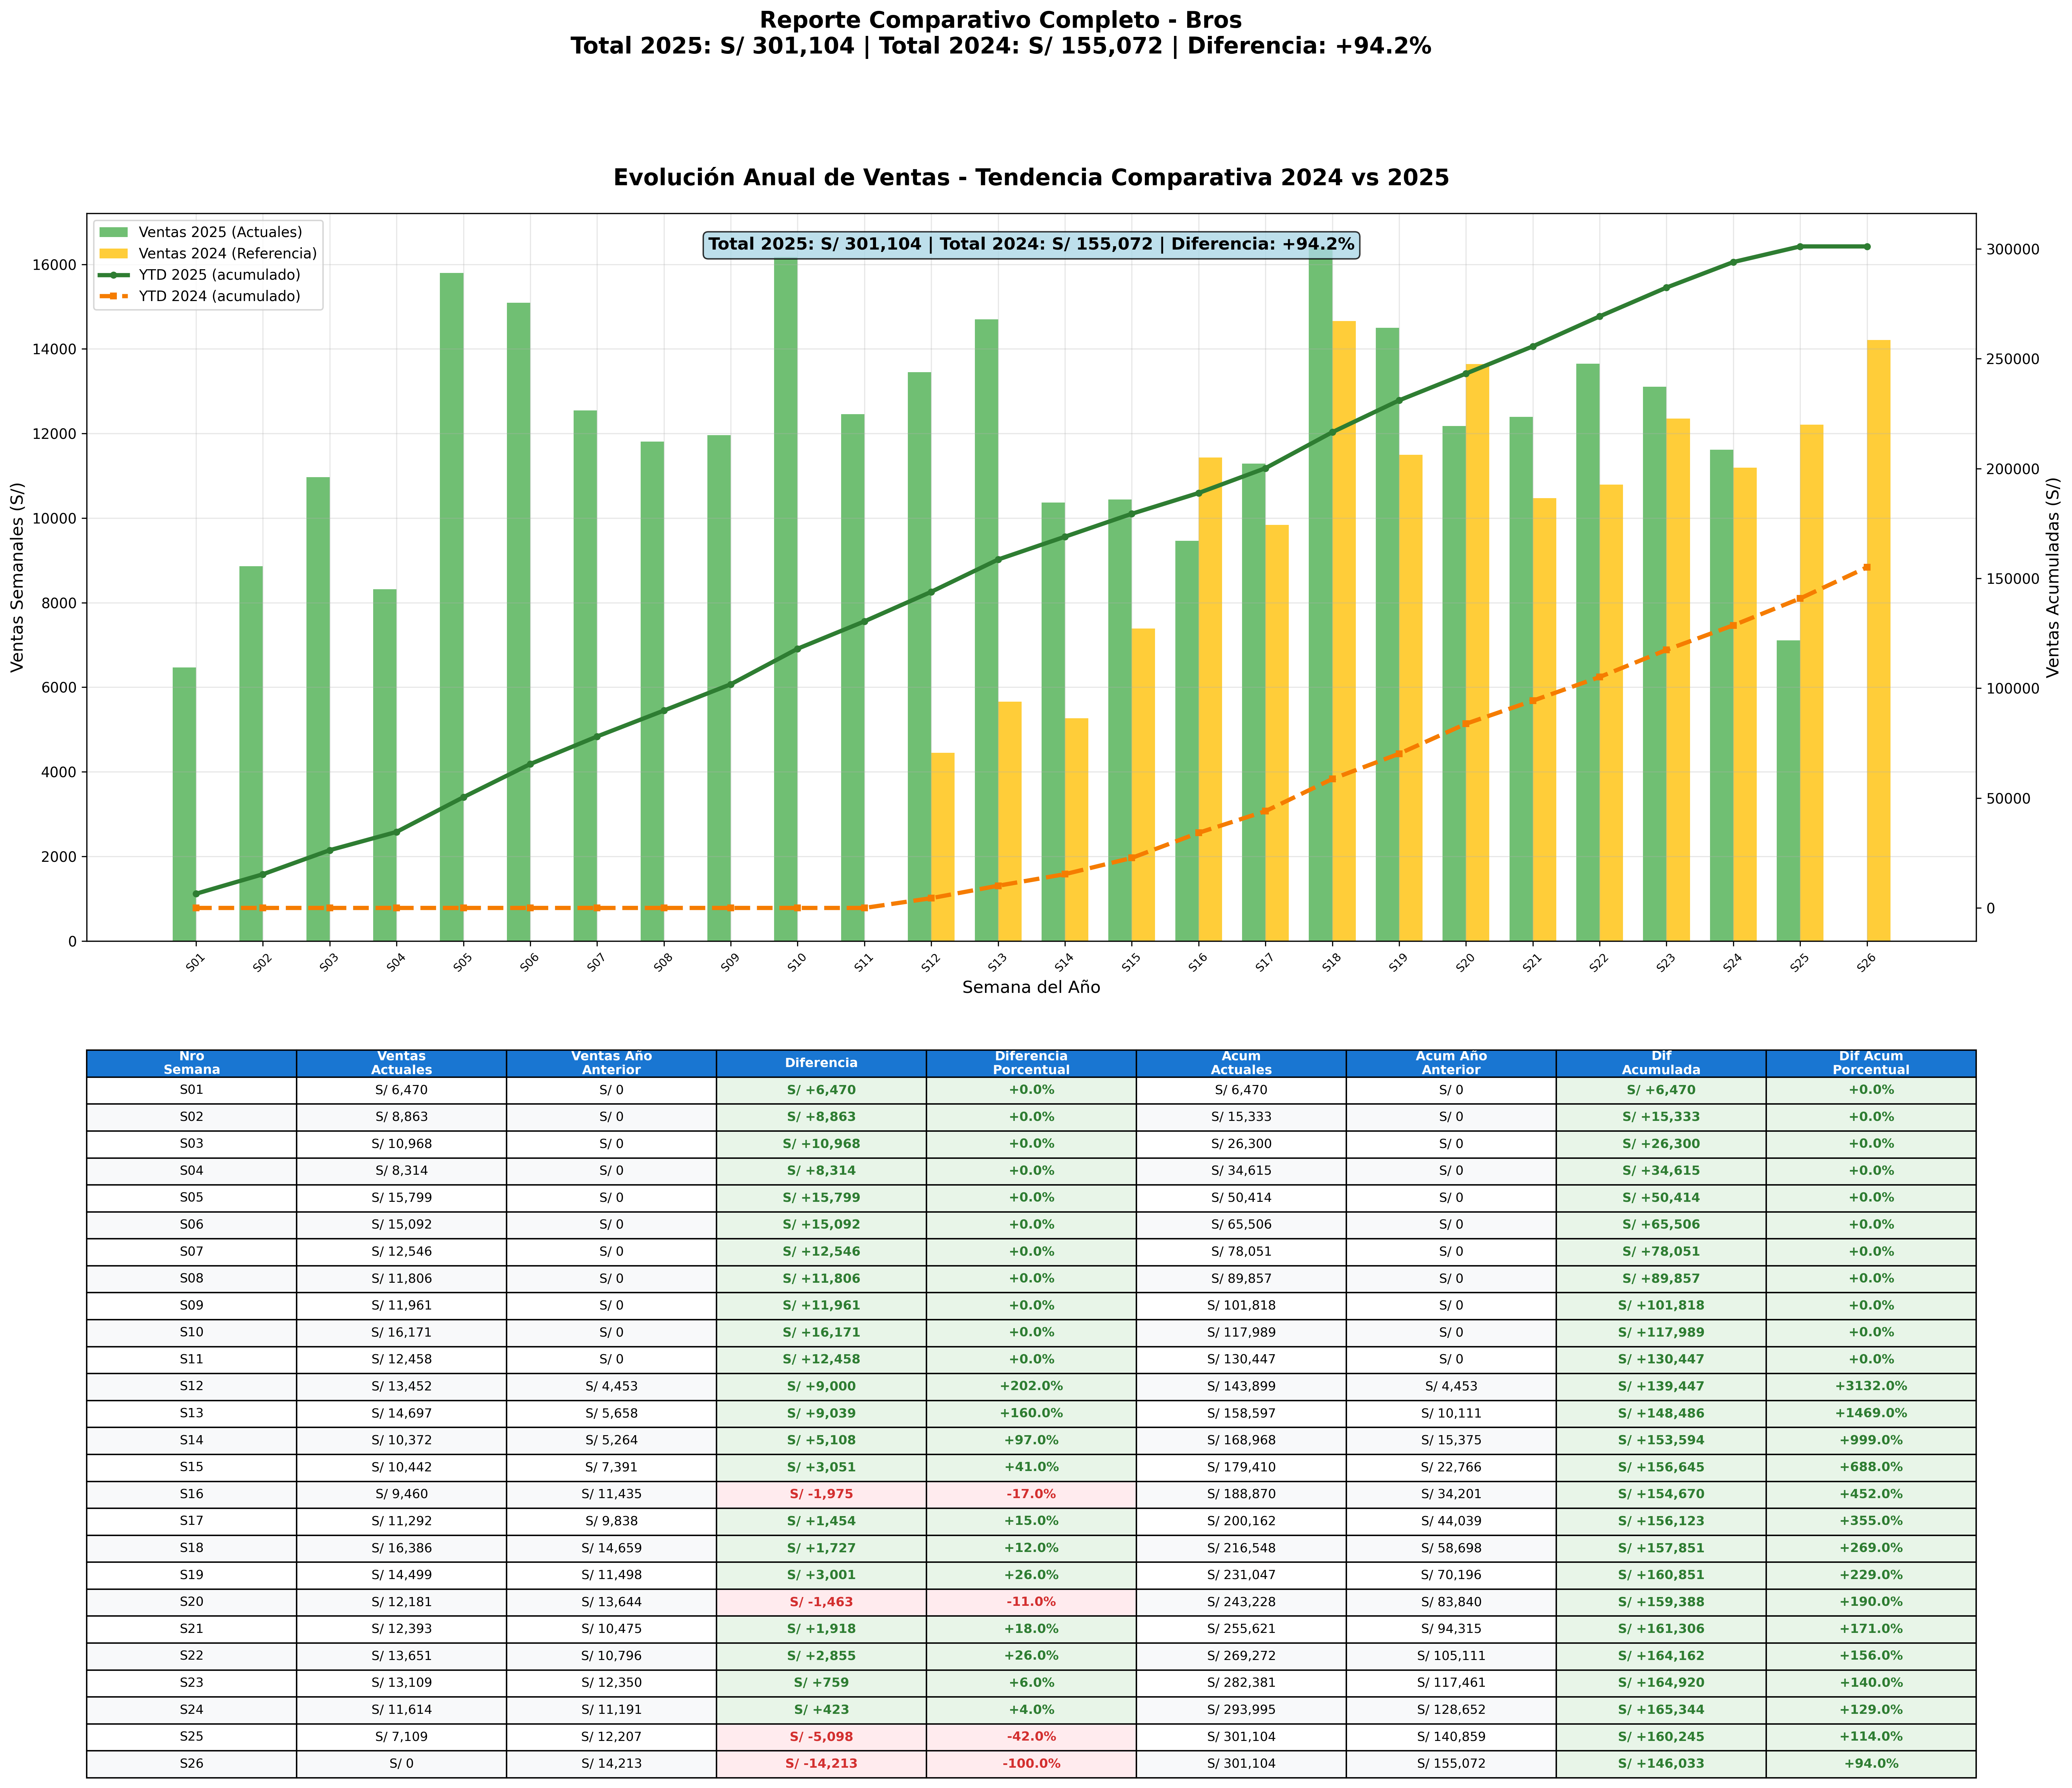 Reporte Comparativo Completo - Bros
Total 2025: S/ 301,104 | Total 2024: S/ 155,072 | Diferencia: +94.2%
Evolución Anual de Ventas - Tendencia Comparativa 2024 vs 2025
Ventas 2025 (Actuales)
Ventas 2024 (Referencia)
YTD 2025 (acumulado)
YTD 2024 (acumulado)
Total 2025: S/ 301,104 | Total 2024: S/ 155,072 | Diferencia: +94.2%
Ventas Semanales (S/)
16000
14000
12000
10000
8000
6000
4000
2000
0
Ventas Acumuladas (S/)
300000
250000
200000
150000
100000
50000
0
S01 S02 S03 S04 S05 S06 S07 S08 S09 S10 S11 S12 S13 S14 S15 S16 S17 S18 S19 S20 S21 S22 S23 S24 S25 S26
Semana del Año
Nro Semana Ventas Actuales Ventas Año Anterior Diferencia Diferencia Porcentual Acum Actuales Acum Año Anterior Dif Acumulada Dif Acum Porcentual
S01 S/ 6,470 S/ 0 S/ +6,470 +0.0% S/ 6,470 S/ 0 S/ +6,470 +0.0%
S02 S/ 8,863 S/ 0 S/ +8,863 +0.0% S/ 15,333 S/ 0 S/ +15,333 +0.0%
S03 S/ 10,968 S/ 0 S/ +10,968 +0.0% S/ 26,300 S/ 0 S/ +26,300 +0.0%
S04 S/ 8,314 S/ 0 S/ +8,314 +0.0% S/ 34,615 S/ 0 S/ +34,615 +0.0%
S05 S/ 15,799 S/ 0 S/ +15,799 +0.0% S/ 50,414 S/ 0 S/ +50,414 +0.0%
S06 S/ 15,092 S/ 0 S/ +15,092 +0.0% S/ 65,506 S/ 0 S/ +65,506 +0.0%
S07 S/ 12,546 S/ 0 S/ +12,546 +0.0% S/ 78,051 S/ 0 S/ +78,051 +0.0%
S08 S/ 11,806 S/ 0 S/ +11,806 +0.0% S/ 89,857 S/ 0 S/ +89,857 +0.0%
S09 S/ 11,961 S/ 0 S/ +11,961 +0.0% S/ 101,818 S/ 0 S/ +101,818 +0.0%
S10 S/ 16,171 S/ 0 S/ +16,171 +0.0% S/ 117,989 S/ 0 S/ +117,989 +0.0%
S11 S/ 12,458 S/ 0 S/ +12,458 +0.0% S/ 130,447 S/ 0 S/ +130,447 +0.0%
S12 S/ 13,452 S/ 4,453 S/ +9,000 +202.0% S/ 143,899 S/ 4,453 S/ +139,447 +3132.0%
S13 S/ 14,697 S/ 5,658 S/ +9,039 +160.0% S/ 158,597 S/ 10,111 S/ +148,486 +1469.0%
S14 S/ 10,372 S/ 5,264 S/ +5,108 +97.0% S/ 168,968 S/ 15,375 S/ +153,594 +999.0%
S15 S/ 10,442 S/ 7,391 S/ +3,051 +41.0% S/ 179,410 S/ 22,766 S/ +156,645 +688.0%
S16 S/ 9,460 S/ 11,435 S/ -1,975 -17.0% S/ 188,870 S/ 34,201 S/ +154,670 +452.0%
S17 S/ 11,292 S/ 9,838 S/ +1,454 +15.0% S/ 200,162 S/ 44,039 S/ +156,123 +355.0%
S18 S/ 16,386 S/ 14,659 S/ +1,727 +12.0% S/ 216,548 S/ 58,698 S/ +157,851 +269.0%
S19 S/ 14,499 S/ 11,498 S/ +3,001 +26.0% S/ 231,047 S/ 70,196 S/ +160,851 +229.0%
S20 S/ 12,181 S/ 13,644 S/ -1,463 -11.0% S/ 243,228 S/ 83,840 S/ +159,388 +190.0%
S21 S/ 12,393 S/ 10,475 S/ +1,918 +18.0% S/ 255,621 S/ 94,315 S/ +161,306 +171.0%
S22 S/ 13,651 S/ 10,796 S/ +2,855 +26.0% S/ 269,272 S/ 105,111 S/ +164,162 +156.0%
S23 S/ 13,109 S/ 12,350 S/ +759 +6.0% S/ 282,381 S/ 117,461 S/ +164,920 +140.0%
S24 S/ 11,614 S/ 11,191 S/ +423 +4.0% S/ 293,995 S/ 128,652 S/ +165,344 +129.0%
S25 S/ 7,109 S/ 12,207 S/ -5,098 -42.0% S/ 301,104 S/ 140,859 S/ +160,245 +114.0%
S26 S/ 0 S/ 14,213 S/ -14,213 -100.0% S/ 301,104 S/ 155,072 S/ +146,033 +94.0%